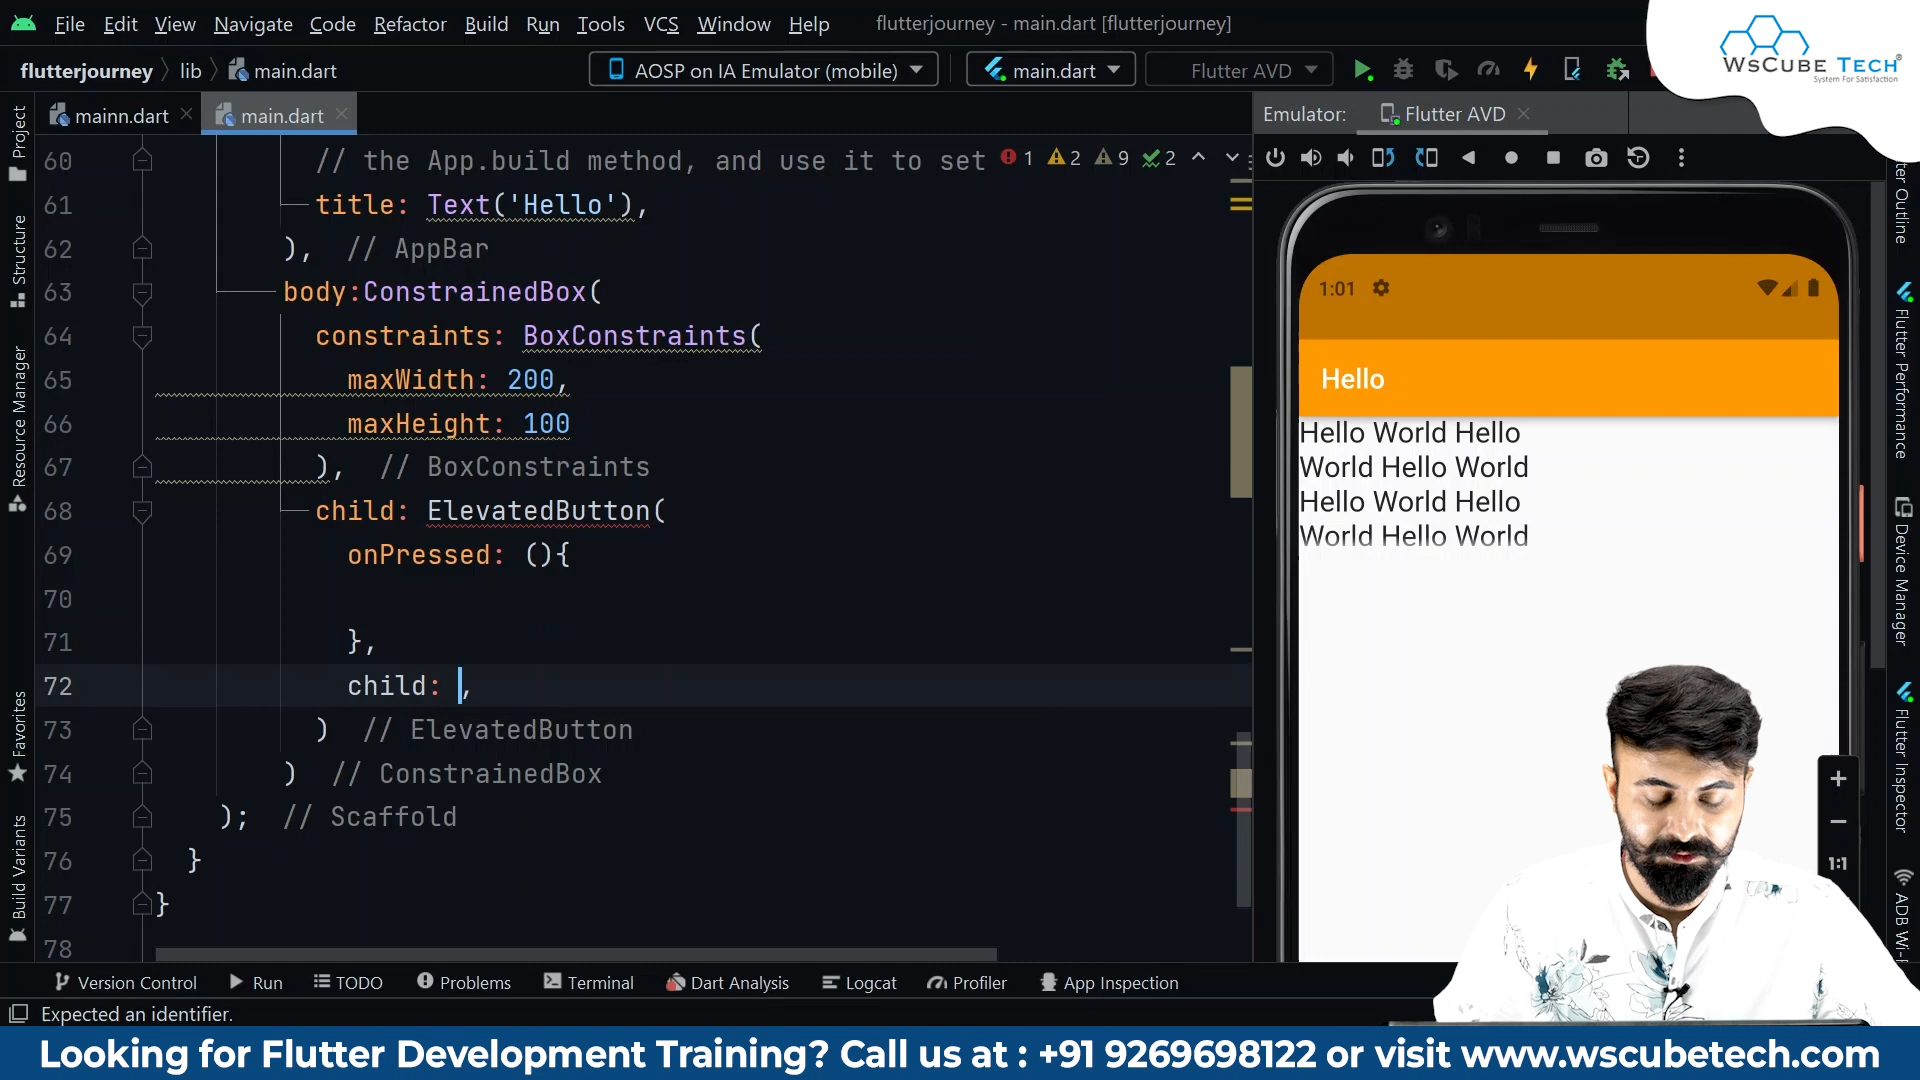 File Edit View Navigate Code Refactor Build Run Tools VCS Window Help flutterjourney - main.dart [flutterjourney]
WsCube Tech®
System For Satisfaction
flutterjourney lib main.dart AOSP on IA Emulator (mobile) main.dart Flutter AVD
mainn.dart main.dart Emulator: Flutter AVD
Project
Structure
Resource Manager
Favorites
Build Variants
60 // the App.build method, and use it to set 1 2 9 2
61 title: Text('Hello'),
62 ), // AppBar
63 body:ConstrainedBox(
64 constraints: BoxConstraints(
65 maxWidth: 200,
66 maxHeight: 100
67 ), // BoxConstraints
68 child: ElevatedButton(
69 onPressed: (){
70
71 },
72 child: ,
73 ) // ElevatedButton
74 ) // ConstrainedBox
75 ); // Scaffold
76 }
77 }
78
1:01
Hello
Hello World Hello
World Hello World
Hello World Hello
World Hello World
1:1
Outline
Flutter Performance
Device Manager
Flutter Inspector
Version Control Run TODO Problems Terminal Dart Analysis Logcat Profiler App Inspection
Expected an identifier.
Looking for Flutter Development Training? Call us at : +91 9269698122 or visit www.wscubetech.com